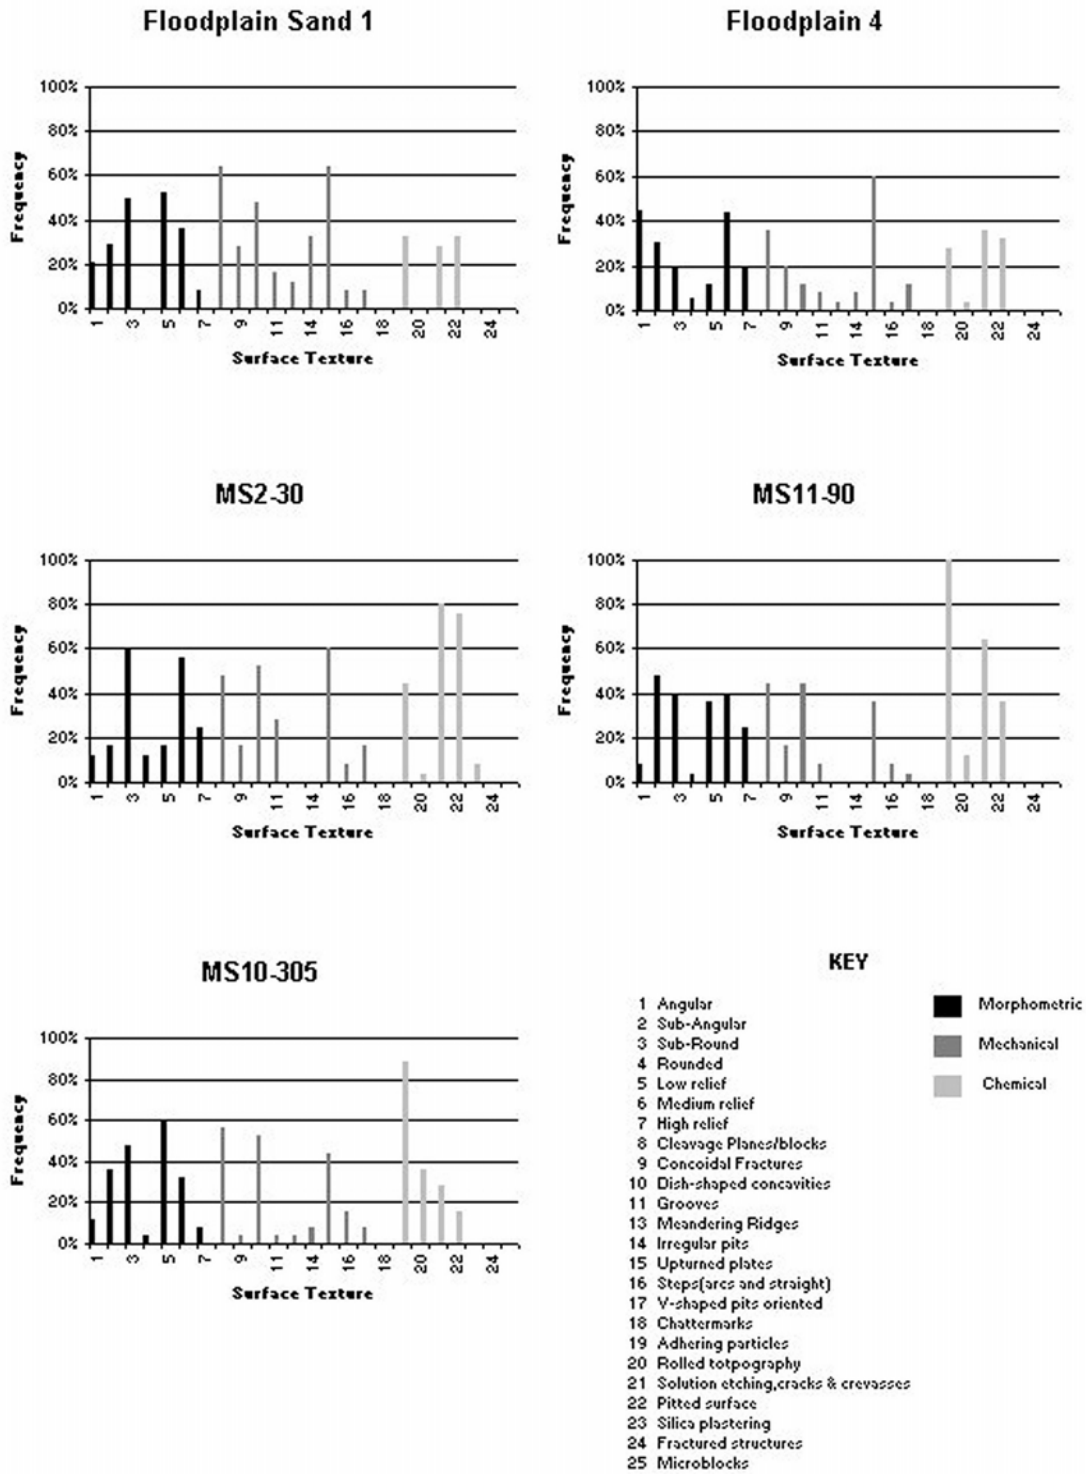 Floodplain Sand 1
Floodplain 4
100%
80%
60%
40%
20%
0%
Frequency
1 3 5 7 9 11 14 16 20 22 24
Surface Texture
100%
80%
60%
40%
20%
0%
Frequency
1 3 5 7 9 11 14 16 20 22 24
Surface Texture
MS2-30
MS11-90
100%
80%
60%
40%
20%
0%
Frequency
1 3 5 7 9 11 14 16 20 22 24
Surface Texture
100%
80%
60%
40%
20%
0%
Frequency
1 3 5 7 9 11 14 16 20 22 24
Surface Texture
MS10-305
100%
80%
60%
40%
20%
0%
Frequency
1 3 5 7 9 11 14 16 20 22 24
Surface Texture
KEY
1 Angular
2 Sub-Angular
3 Sub-Round
4 Rounded
5 Low relief
6 Medium relief
7 High relief
8 Cleavage Planes/blocks
9 Concoidal Fractures
10 Dish-shaped concavities
11 Grooves
13 Meandering Ridges
14 Irregular pits
15 Upturned plates
16 Steps(arcs and straight)
17 V-shaped pits oriented
18 Chattermarks
19 Adhering particles
20 Rolled totpography
21 Solution etching,cracks & crevasses
22 Pitted surface
23 Silica plastering
24 Fractured structures
25 Microblocks
Morphometric
Mechanical
Chemical